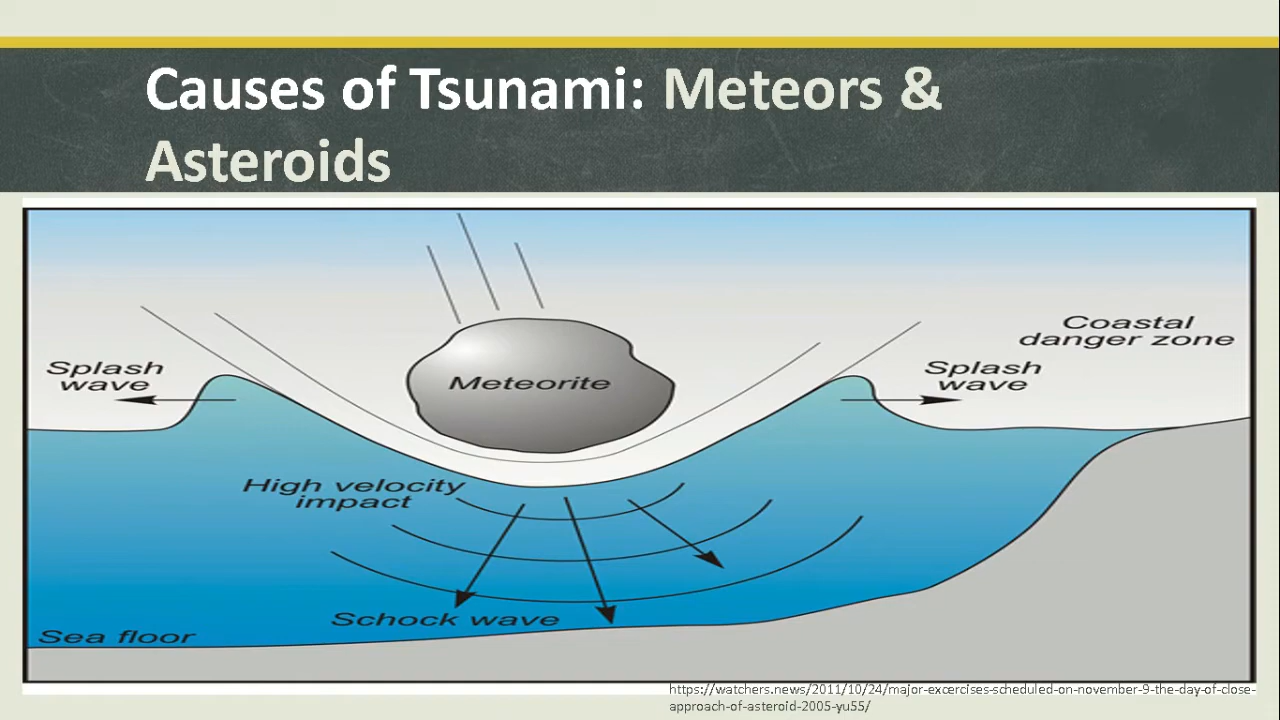 Causes of Tsunami: Meteors &
Asteroids
Coastal
danger zone
Splash
wave
Meteorite
Splash
wave
High velocity
impact
Schock wave
Sea floor
https://watchers.news/2011/10/24/major-excercises-scheduled-on-november-9-the-day-of-close-
approach-of-asteroid-2005-yu55/